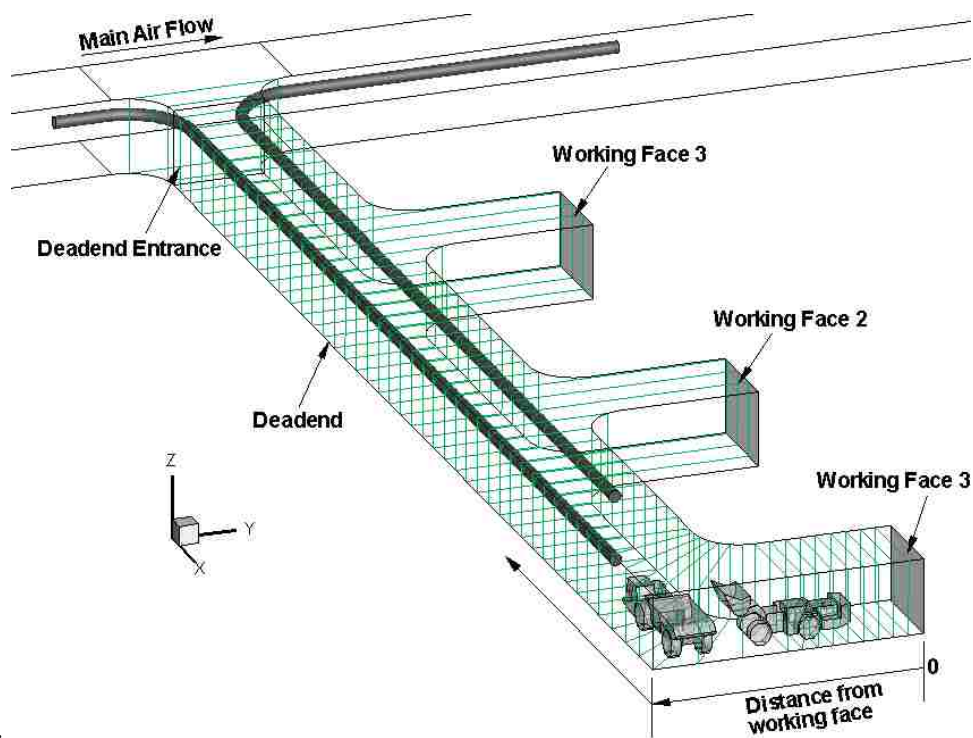 Main Air Flow
Working Face 3
Deadend Entrance
Working Face 2
Deadend
Working Face 3
Z
Y
X
0
Distance from
working face